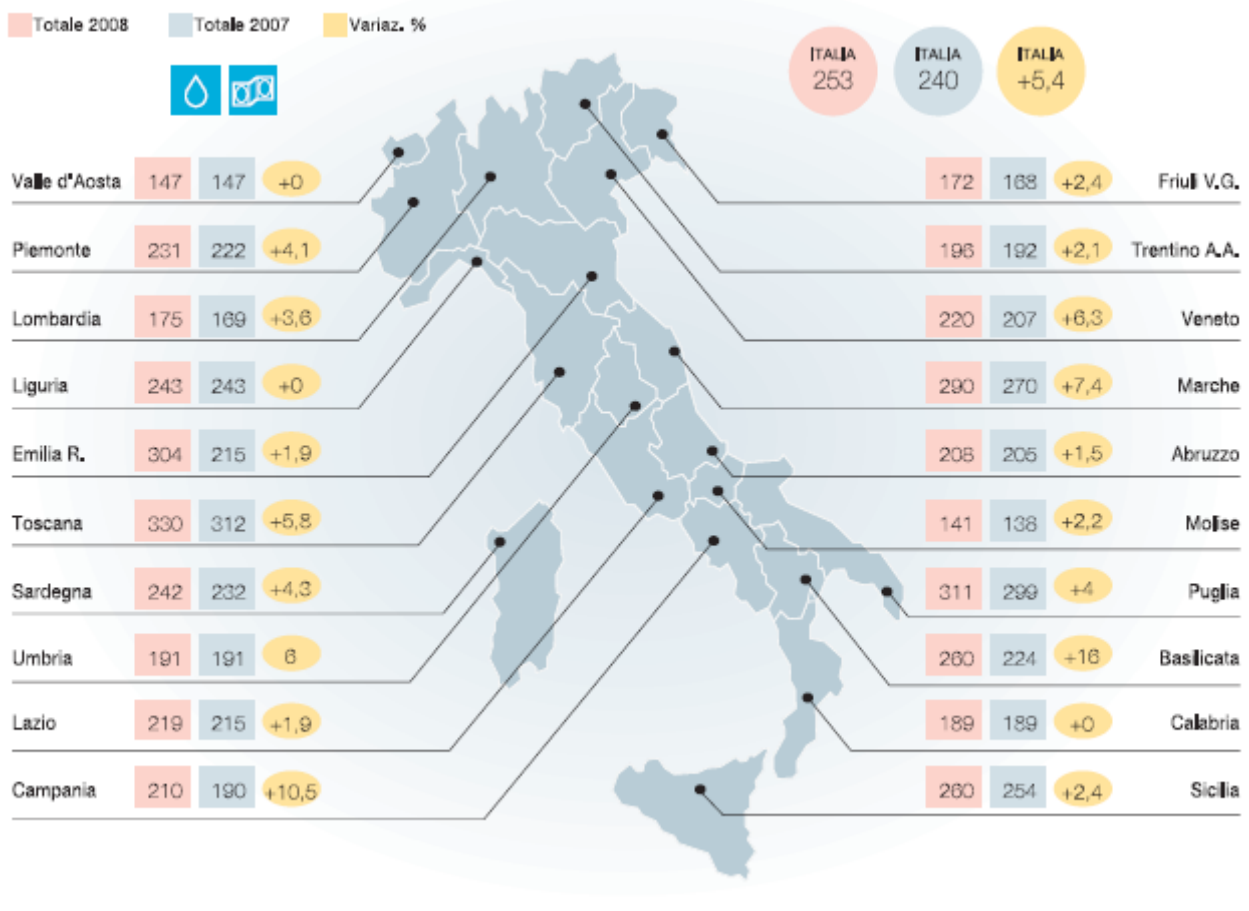 Totale 2008 Totale 2007 Variaz. %
ITALIA ITALIA ITALIA
253 240 +5,4
Valle d'Aosta 147 147 +0
Piemonte 231 222 +4,1
Lombardia 175 169 +3,6
Liguria 243 243 +0
Emilia R. 304 215 +1,9
Toscana 330 312 +5,8
Sardegna 242 232 +4,3
Umbria 191 191 6
Lazio 219 215 +1,9
Campania 210 190 +10,5
172 168 +2,4 Friuli V.G.
196 192 +2,1 Trentino A.A.
220 207 +6,3 Veneto
290 270 +7,4 Marche
208 205 +1,5 Abruzzo
141 138 +2,2 Molise
311 299 +4 Puglia
260 224 +16 Basilicata
189 189 +0 Calabria
260 254 +2,4 Sicilia